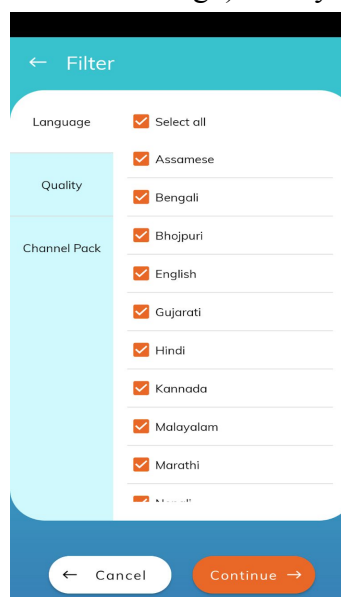 ← Filter
Language
Quality
Channel Pack
Select all
Assamese
Bengali
Bhojpuri
English
Gujarati
Hindi
Kannada
Malayalam
Marathi
← Cancel
Continue →